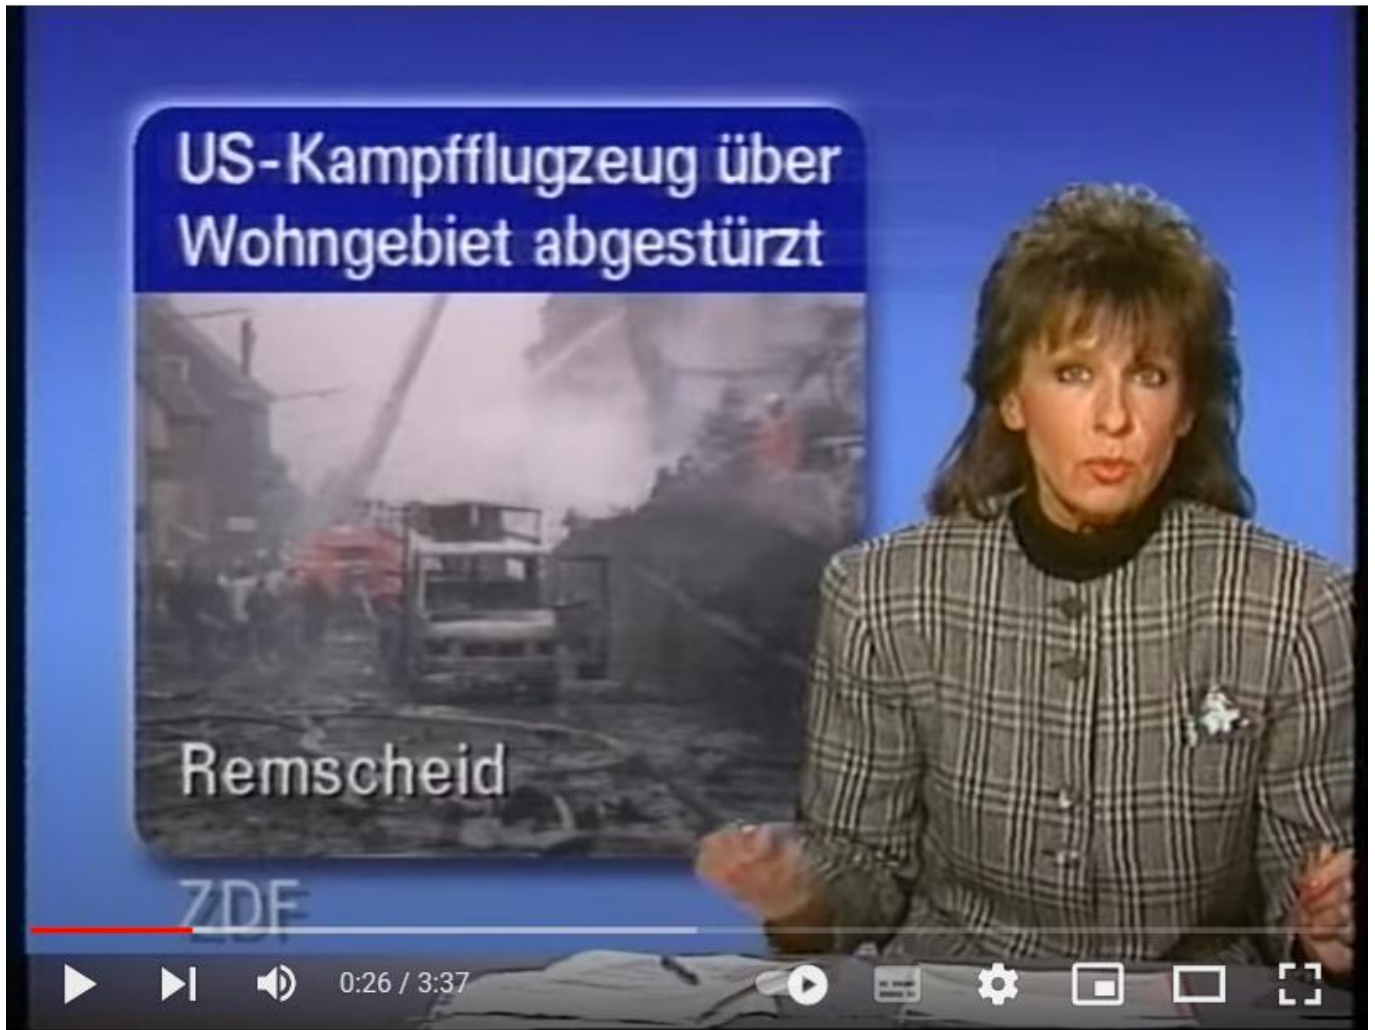 US-Kampfflugzeug über
Wohngebiet abgestürzt
Remscheid
ZDF
0:26 / 3:37